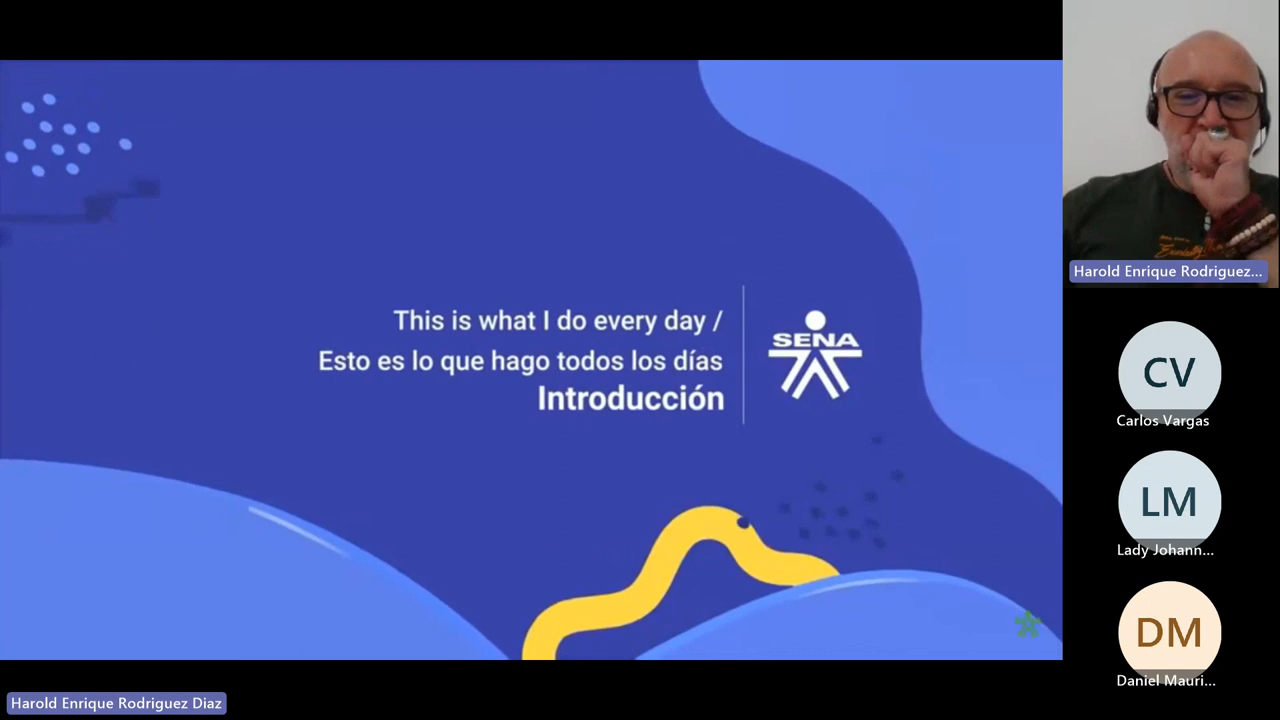 This is what I do every day /
Esto es lo que hago todos los días
Introducción
SENA
Harold Enrique Rodriguez...
CV
Carlos Vargas
LM
Lady Johann...
DM
Daniel Mauri...
Harold Enrique Rodriguez Diaz